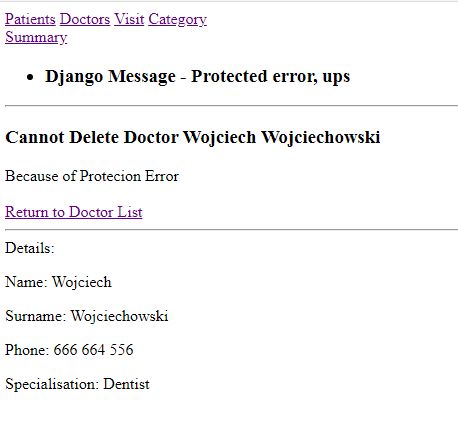 Patients Doctors Visit Category
Summary
Django Message - Protected error, ups
Cannot Delete Doctor Wojciech Wojciechowski
Because of Protecion Error
Return to Doctor List
Details:
Name: Wojciech
Surname: Wojciechowski
Phone: 666 664 556
Specialisation: Dentist